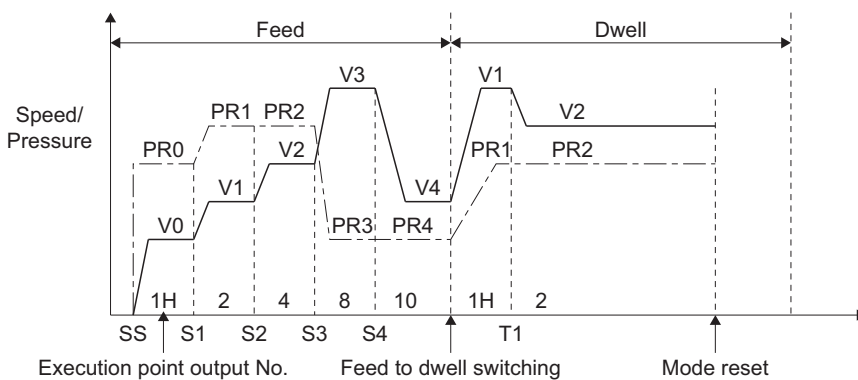 Feed
Dwell
Speed/
Pressure
V3
V1
PR1
PR2
V2
PR0
V2
PR1
PR2
V1
V4
V0
PR3
PR4
1H
2
4
8
10
1H
2
SS
S1
S2
S3
S4
T1
Execution point output No.
Feed to dwell switching
Mode reset